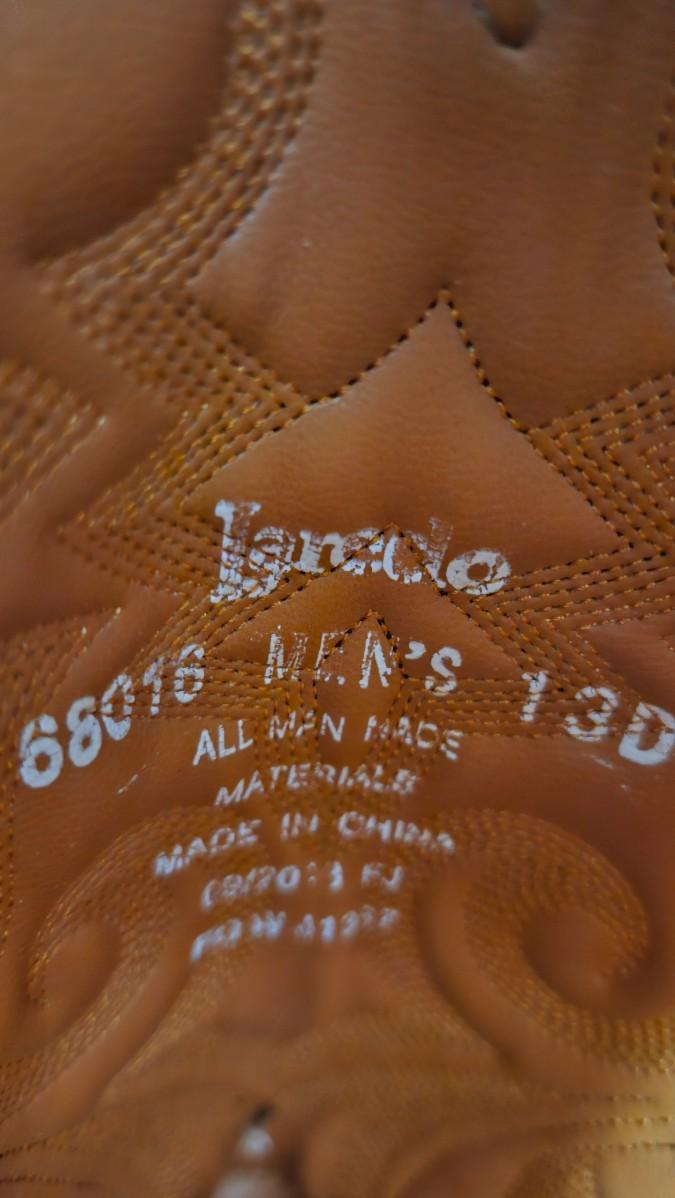 Laredo
68016 MEN'S 13D
ALL MAN MADE
MATERIALS
MADE IN CHINA